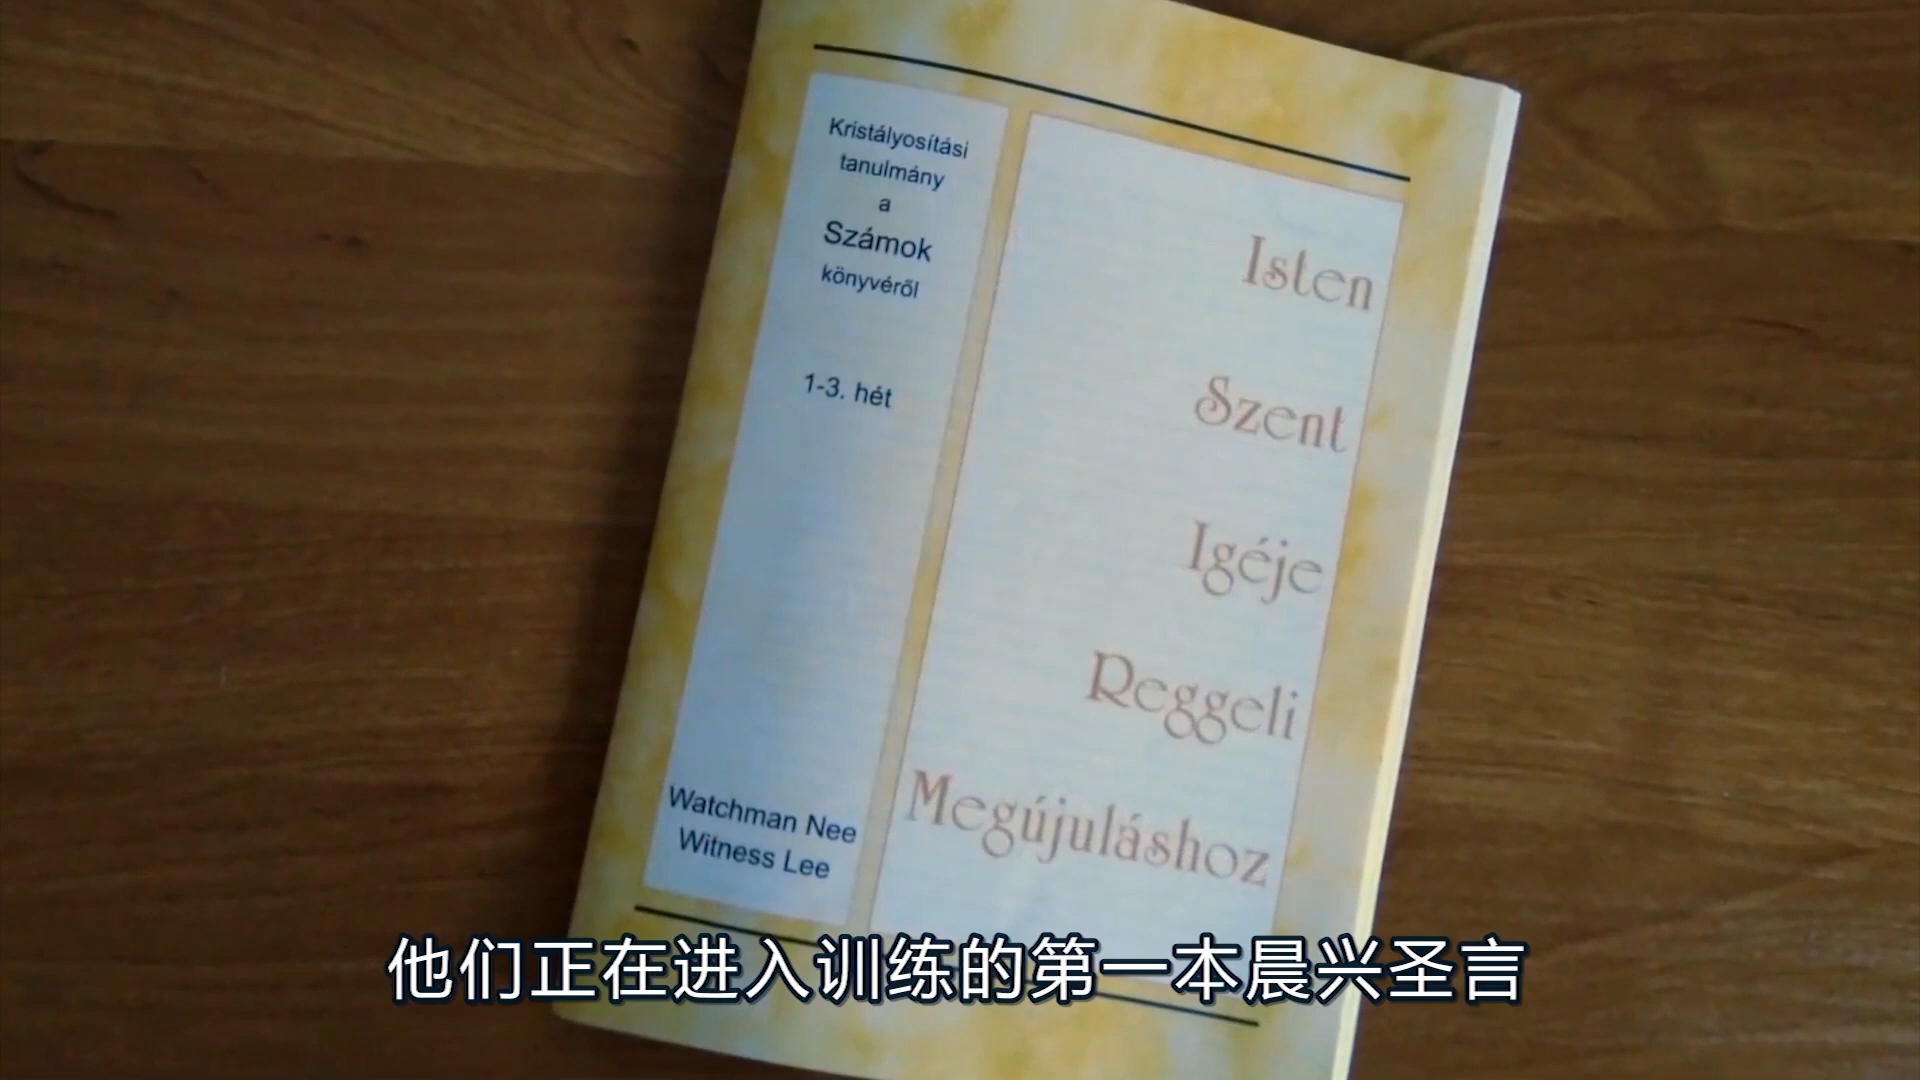 Kristályosítási
tanulmány
a
Számok
könyvéről
1-3. hét
Watchman Nee
Witness Lee
Isten
Szent
Igéje
Reggeli
Megújuláshoz
他们正在进入训练的第一本晨兴圣言